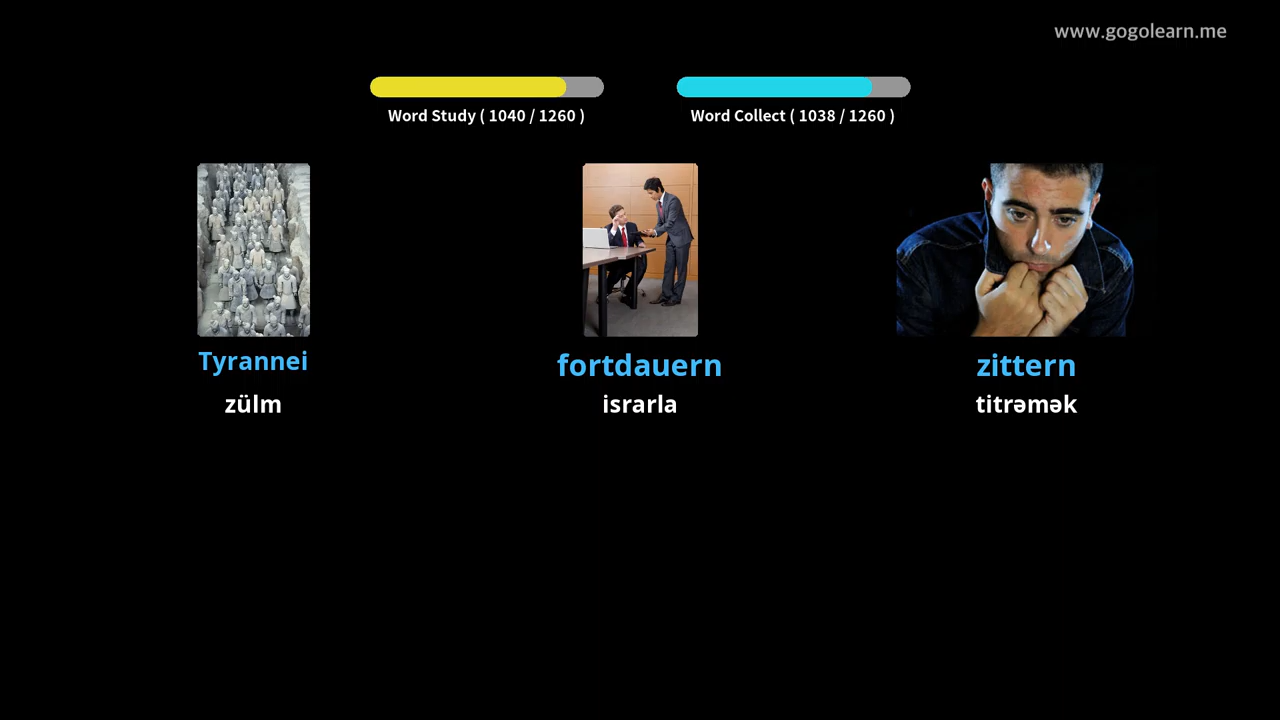 www.gogolearn.me
Word Study ( 1040 / 1260 )
Word Collect ( 1038 / 1260 )
Tyrannei
zülm
fortdauern
israrla
zittern
titrəmək